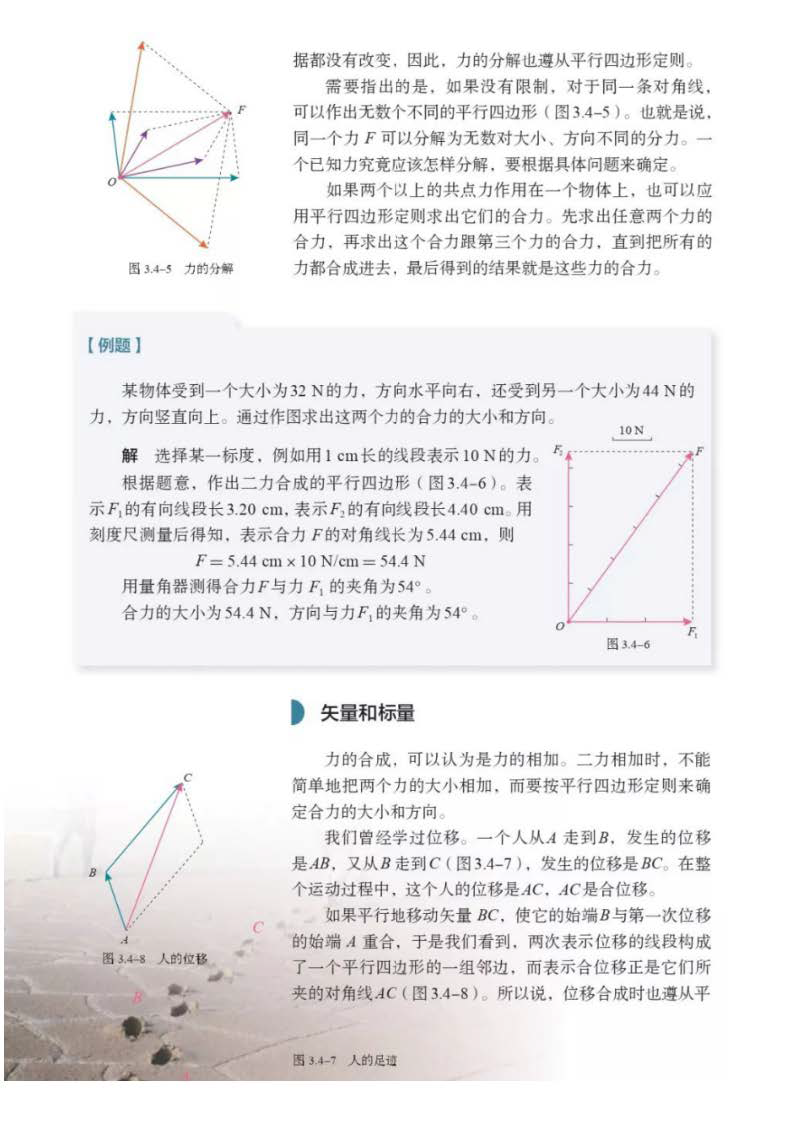 据都没有改变，因此，力的分解也遵从平行四边形定则。
需要指出的是，如果没有限制，对于同一条对角线，
可以作出无数个不同的平行四边形（图3.4-5）。也就是说，
同一个力 F 可以分解为无数对大小、方向不同的分力。一
个已知力究竟应该怎样分解，要根据具体问题来确定。
如果两个以上的共点力作用在一个物体上，也可以应
用平行四边形定则求出它们的合力。先求出任意两个力的
合力，再求出这个合力跟第三个力的合力，直到把所有的
力都合成进去，最后得到的结果就是这些力的合力。
F
O
图 3.4-5 力的分解
【例题】
某物体受到一个大小为32 N的力，方向水平向右，还受到另一个大小为44 N的
力，方向竖直向上。通过作图求出这两个力的合力的大小和方向。
解 选择某一标度，例如用1 cm长的线段表示10 N的力。
根据题意，作出二力合成的平行四边形（图3.4-6）。表
示F₁的有向线段长3.20 cm，表示F₂的有向线段长4.40 cm。用
刻度尺测量后得知，表示合力 F的对角线长为5.44 cm，则
F = 5.44 cm × 10 N/cm = 54.4 N
用量角器测得合力F与力 F₁ 的夹角为54°。
合力的大小为54.4 N，方向与力F₁的夹角为54°。
10 N
F₂
F
O
F₁
图 3.4-6
矢量和标量
力的合成，可以认为是力的相加。二力相加时，不能
简单地把两个力的大小相加，而要按平行四边形定则来确
定合力的大小和方向。
我们曾经学过位移。一个人从A 走到B，发生的位移
是AB，又从B走到C（图3.4-7），发生的位移是BC。在整
个运动过程中，这个人的位移是AC，AC是合位移。
如果平行地移动矢量 BC，使它的始端B与第一次位移
的始端 A 重合，于是我们看到，两次表示位移的线段构成
了一个平行四边形的一组邻边，而表示合位移正是它们所
夹的对角线AC（图3.4-8）。所以说，位移合成时也遵从平
C
B
A
图 3.4-8 人的位移
C
B
A
图 3.4-7 人的足迹